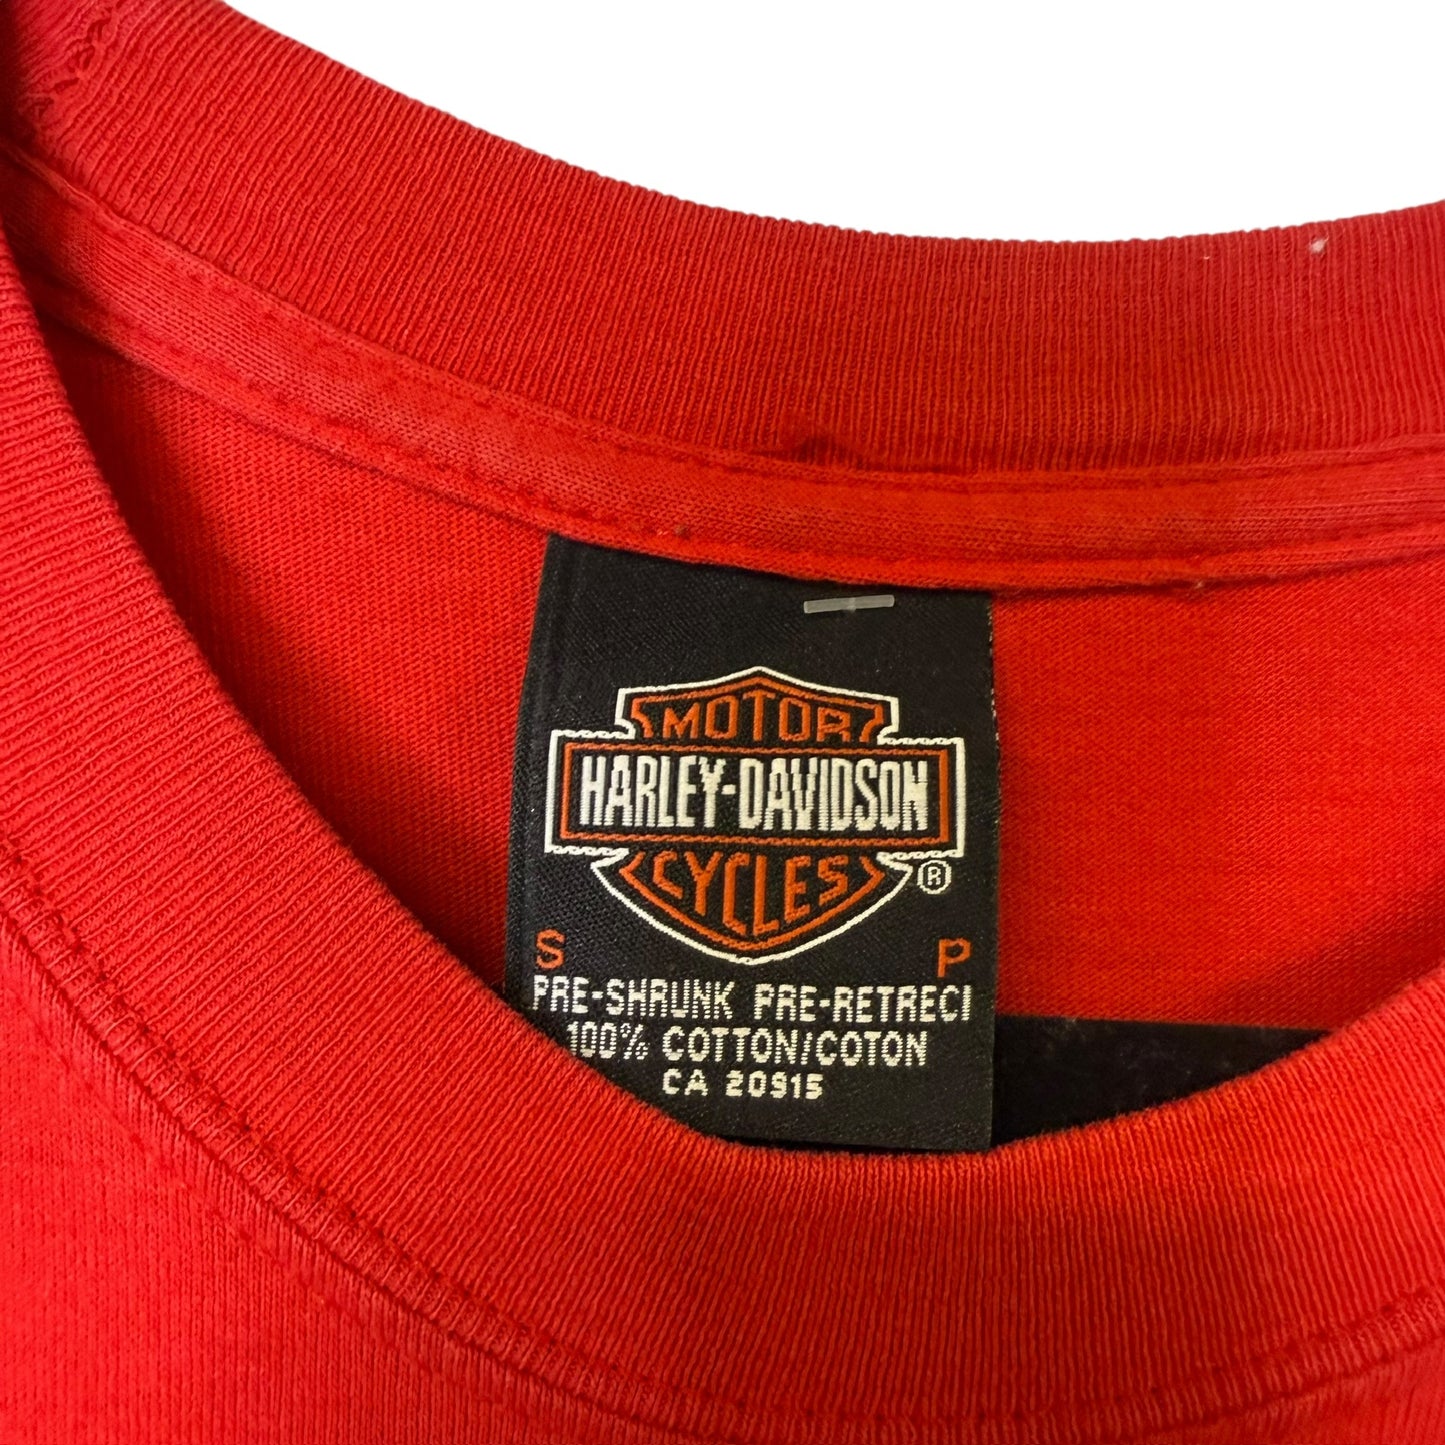 MOTOR
HARLEY-DAVIDSON
CYCLES
®
S P
PRE-SHRUNK PRE-RETRECI
100% COTTON/COTON
CA 20915